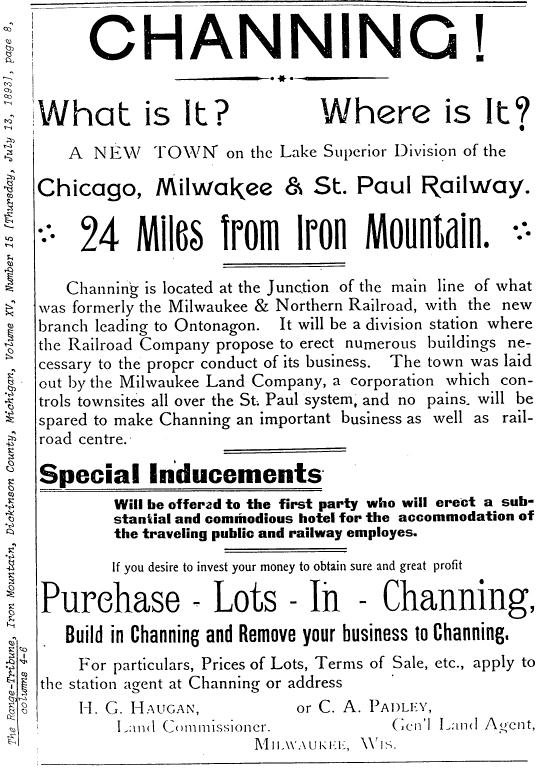 CHANNING!
What is It? Where is It?
A NEW TOWN on the Lake Superior Division of the
Chicago, Milwakee & St. Paul Railway.
24 Miles from Iron Mountain.
Channing is located at the Junction of the main line of what
was formerly the Milwaukee & Northern Railroad, with the new
branch leading to Ontonagon. It will be a division station where
the Railroad Company propose to erect numerous buildings ne-
cessary to the proper conduct of its business. The town was laid
out by the Milwaukee Land Company, a corporation which con-
trols townsites all over the St. Paul system, and no pains will be
spared to make Channing an important business as well as rail-
road centre.
Special Inducements
Will be offered to the first party who will erect a sub-
stantial and commodious hotel for the accommodation of
the traveling public and railway employes.
If you desire to invest your money to obtain sure and great profit
Purchase - Lots - In - Channing,
Build in Channing and Remove your business to Channing.
For particulars, Prices of Lots, Terms of Sale, etc., apply to
the station agent at Channing or address
H. G. HAUGAN, or C. A. PADLEY,
Land Commissioner. Gen'l Land Agent,
MILWAUKEE, WIS.
The Range-Tribune, Iron Mountain, Dickinson County, Michigan, Volume XV, Number 15 [Thursday, July 13, 1893], page 8,
columns 4-6